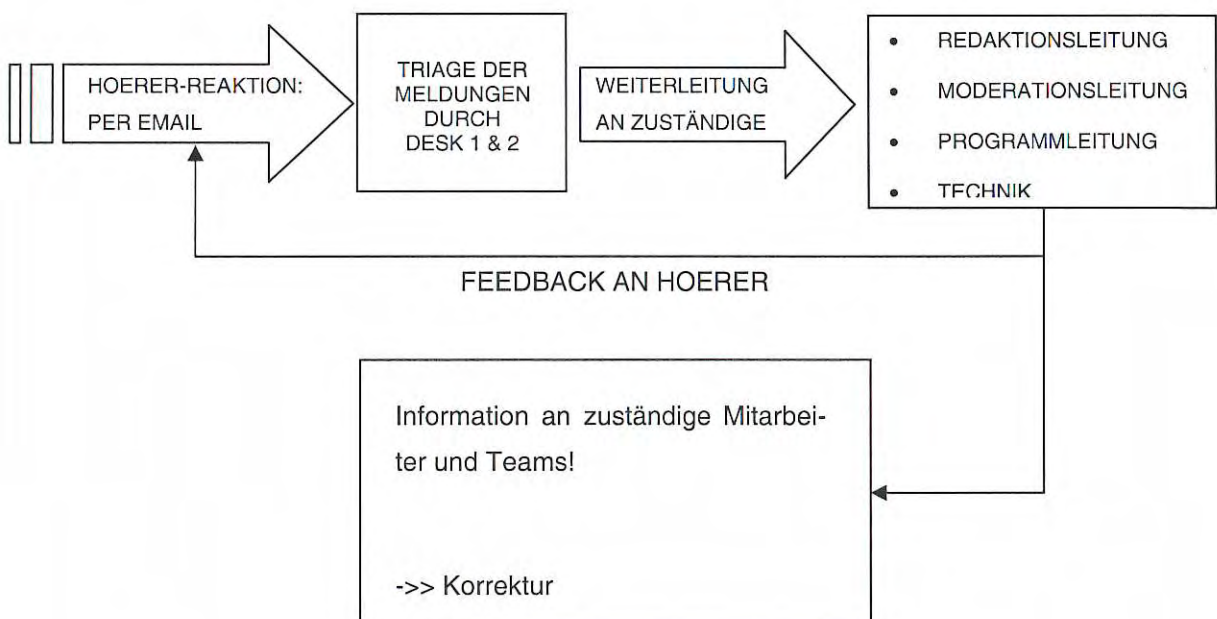 HOERER-REAKTION:
PER EMAIL
TRIAGE DER
MELDUNGEN
DURCH
DESK 1 & 2
WEITERLEITUNG
AN ZUSTÄNDIGE
• REDAKTIONSLEITUNG
• MODERATIONSLEITUNG
• PROGRAMMLEITUNG
• TECHNIK
FEEDBACK AN HOERER
Information an zuständige Mitarbei-
ter und Teams!
->> Korrektur